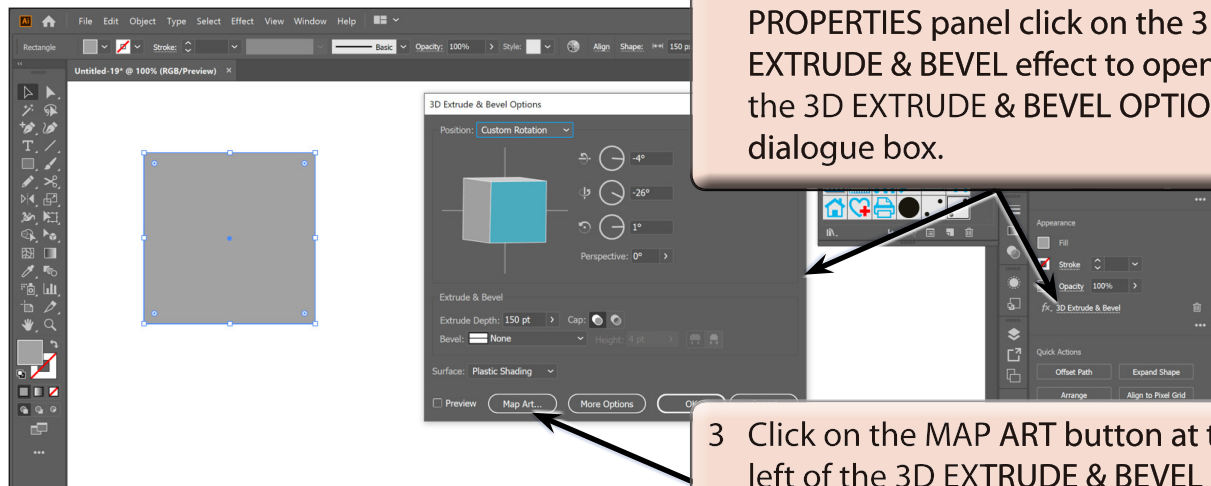 Ai File Edit Object Type Select Effect View Window Help
PROPERTIES panel click on the 3
EXTRUDE & BEVEL effect to open
the 3D EXTRUDE & BEVEL OPTIO
dialogue box.
Rectangle Stroke: Basic Opacity: 100% Style: Align Shape: 150 p
Untitled-19* @ 100% (RGB/Preview) ×
3D Extrude & Bevel Options
Position: Custom Rotation
-4°
-26°
1°
Perspective: 0°
Extrude & Bevel
Extrude Depth: 150 pt Cap:
Bevel: None Height: 4 pt
Surface: Plastic Shading
Preview Map Art... More Options
Appearance
Fill
Stroke
Opacity 100%
fx 3D Extrude & Bevel
Quick Actions
Offset Path Expand Shape
Arrange Align to Pixel Grid
3 Click on the MAP ART button at t
left of the 3D EXTRUDE & BEVEL